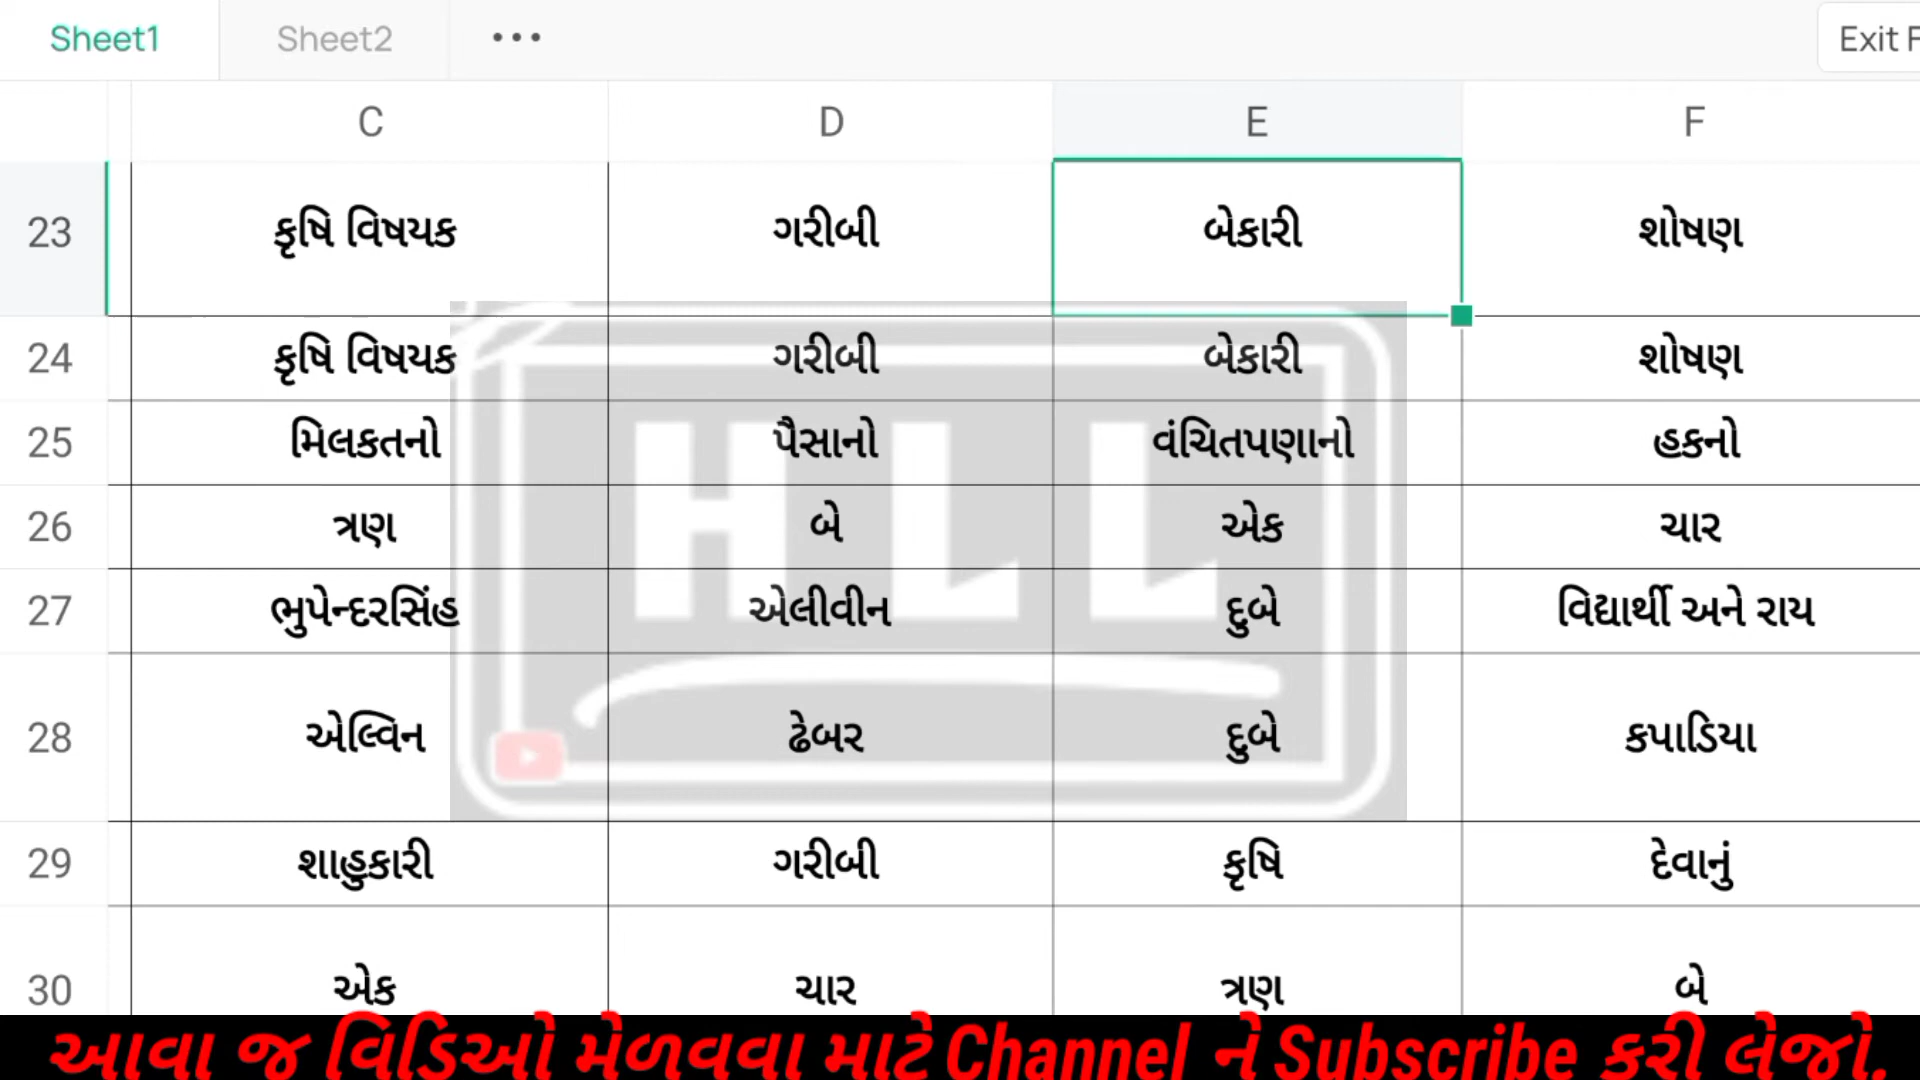 Sheet1 Sheet2 ••• Exit F
C D E F
23 કૃષિ વિષયક ગરીબી બેકારી શોષણ
24 કૃષિ વિષયક ગરીબી બેકારી શોષણ
25 મિલકતનો પૈસાનો વંચિતપણાનો હકનો
26 ત્રણ બે એક ચાર
27 ભુપેન્દરસિંહ એલીવીન દુબે વિદ્યાર્થી અને રાય
28 એલ્વિન ઢેબર દુબે કપાડિયા
HLL
29 શાહુકારી ગરીબી કૃષિ દેવાનું
30 એક ચાર ત્રણ બે
આવા જ વિડિઓ મેળવવા માટે Channel ને Subscribe કરી લેજો.